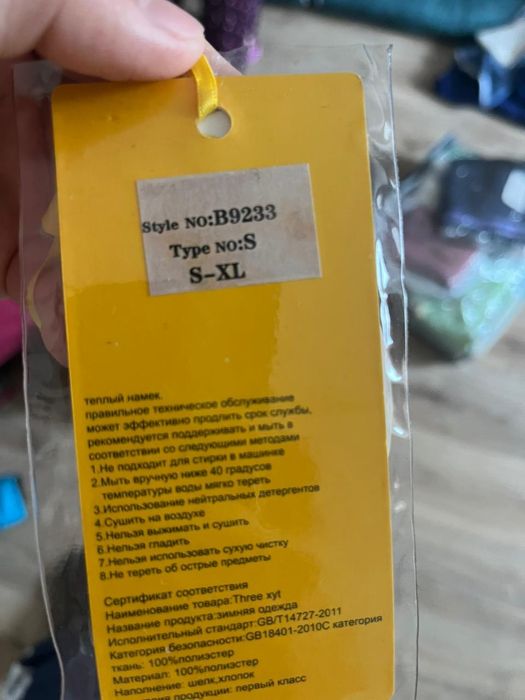 Style NO:B9233
Type NO:S
S-XL
теплый намек.
правильное техническое обслуживание
может эффективно продлить срок службы,
рекомендуется поддерживать и мыть в
соответствии со следующими методами
1.Не подходит для стирки в машинке
2.Мыть вручную ниже 40 градусов
температуры воды мягко тереть
3.Использование нейтральных детергентов
4.Сушить на воздухе
5.Нельзя выжимать и сушить
6.Нельзя гладить
7.Нельзя использовать сухую чистку
8.Не тереть об острые предметы
Сертификат соответствия
Наименование товара:Three xyt
Название продукта:зимняя одежда
Исполнительный стандарт:GB/T14727-2011
Категория безопасности:GB18401-2010C категория
ткань: 100%полиэстер
Материал: 100%полиэстер
Наполнение: шелк,хлопок
продукции: первый класс